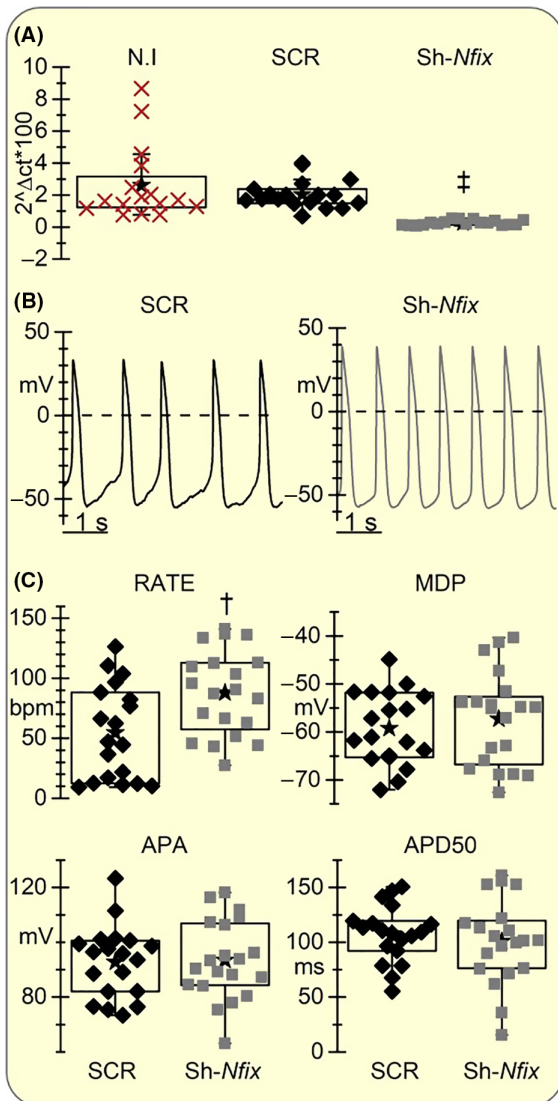 (A)
N.I SCR Sh-Nfix
2^Δct*100
10
8
6
4
2
0
−2
‡
(B)
SCR Sh-Nfix
50
mV
0
−50
1 s
50
mV
0
−50
1 s
(C)
RATE MDP
†
150
100
bpm
50
0
−40
−50
mV
−60
−70
APA APD50
120
mV
80
150
100
ms
50
0
SCR Sh-Nfix SCR Sh-Nfix